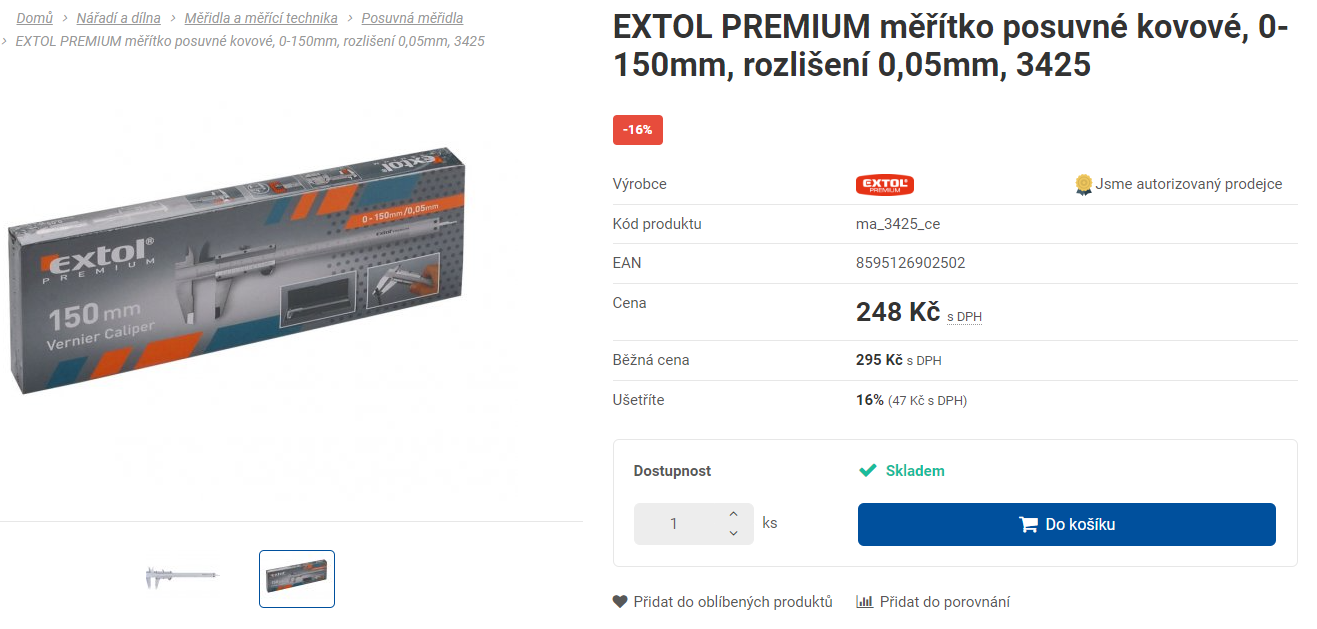 Domů > Nářadí a dílna > Měřidla a měřící technika > Posuvná měřidla
> EXTOL PREMIUM měřítko posuvné kovové, 0-150mm, rozlišení 0,05mm, 3425
EXTOL PREMIUM měřítko posuvné kovové, 0-
150mm, rozlišení 0,05mm, 3425
-16%
Výrobce EXTOL® PREMIUM Jsme autorizovaný prodejce
Kód produktu ma_3425_ce
EAN 8595126902502
Cena 248 Kč s DPH
Běžná cena 295 Kč s DPH
Ušetříte 16% (47 Kč s DPH)
Dostupnost Skladem
1 ks Do košíku
Přidat do oblíbených produktů Přidat do porovnání
extol
0-150mm/0,05mm
extol®
PREMIUM
150 mm
Vernier Caliper